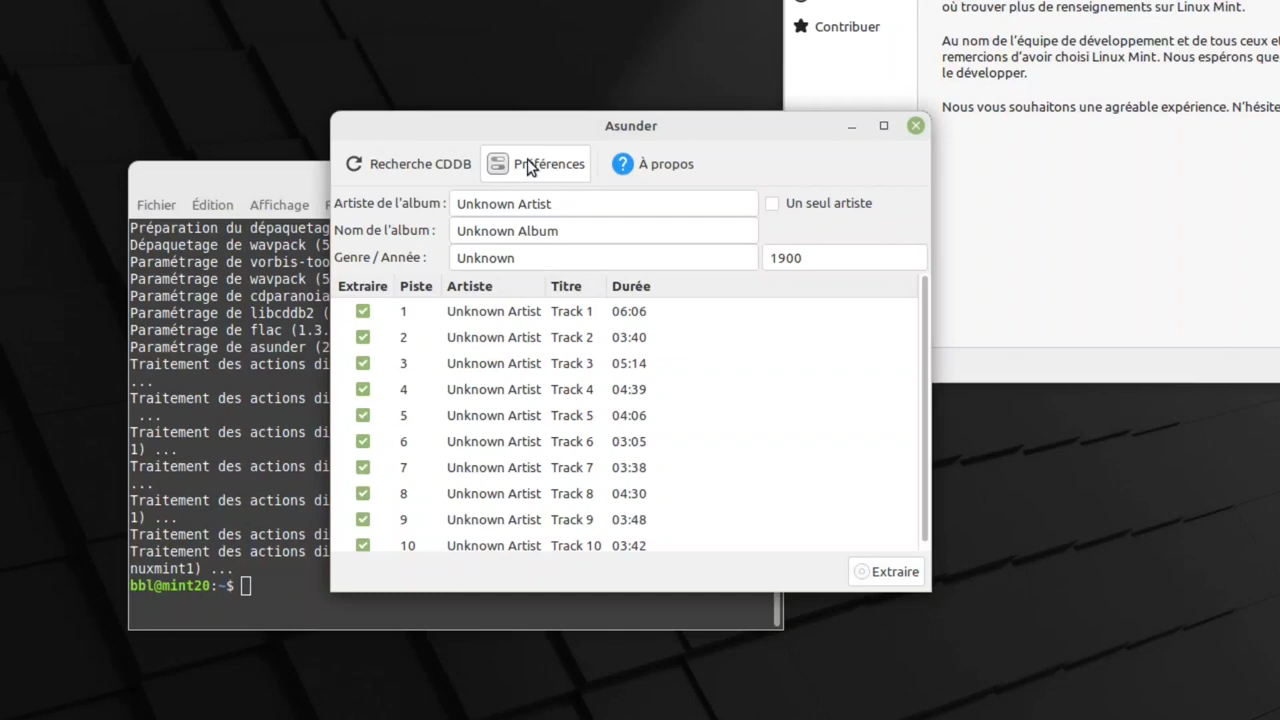 où trouver plus de renseignements sur Linux Mint.
Contribuer
Au nom de l'équipe de développement et de tous ceux et
remercions d'avoir choisi Linux Mint. Nous espérons que
le développer.
Nous vous souhaitons une agréable expérience. N'hésite
Asunder
Recherche CDDB Préférences À propos
Artiste de l'album : Unknown Artist Un seul artiste
Nom de l'album : Unknown Album
Genre / Année : Unknown 1900
Extraire Piste Artiste Titre Durée
1 Unknown Artist Track 1 06:06
2 Unknown Artist Track 2 03:40
3 Unknown Artist Track 3 05:14
4 Unknown Artist Track 4 04:39
5 Unknown Artist Track 5 04:06
6 Unknown Artist Track 6 03:05
7 Unknown Artist Track 7 03:38
8 Unknown Artist Track 8 04:30
9 Unknown Artist Track 9 03:48
10 Unknown Artist Track 10 03:42
Extraire
Fichier Édition Affichage
Préparation du dépaquetag
Dépaquetage de wavpack (5
Paramétrage de vorbis-too
Paramétrage de wavpack (5
Paramétrage de cdparanoia
Paramétrage de libcddb2 (
Paramétrage de flac (1.3.
Paramétrage de asunder (2
Traitement des actions di
...
Traitement des actions di
...
Traitement des actions di
1) ...
Traitement des actions di
...
Traitement des actions di
1) ...
Traitement des actions di
Traitement des actions di
nuxmint1) ...
bbl@mint20:~$